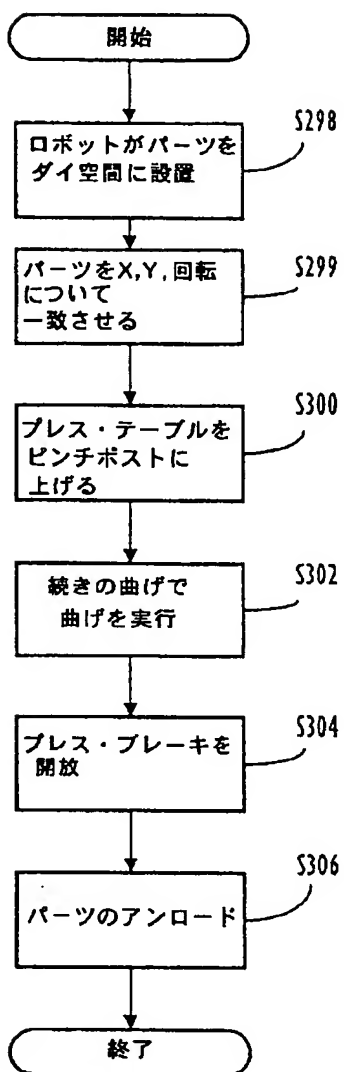 開始
S298
ロボットがパーツを
ダイ空間に設置
S299
パーツをX,Y,回転
について
一致させる
S300
プレス・テーブルを
ピンチポストに
上げる
S302
続きの曲げで
曲げを実行
S304
プレス・ブレーキを
開放
S306
パーツのアンロード
終了